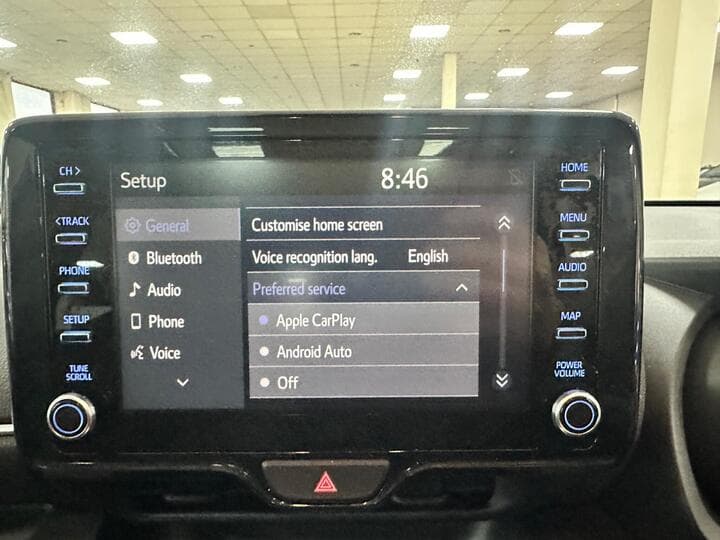 CH >
< TRACK
PHONE
SETUP
TUNE
SCROLL
Setup
8:46
General
Bluetooth
Audio
Phone
Voice
Customise home screen
Voice recognition lang. English
Preferred service
Apple CarPlay
Android Auto
Off
HOME
MENU
AUDIO
MAP
POWER
VOLUME